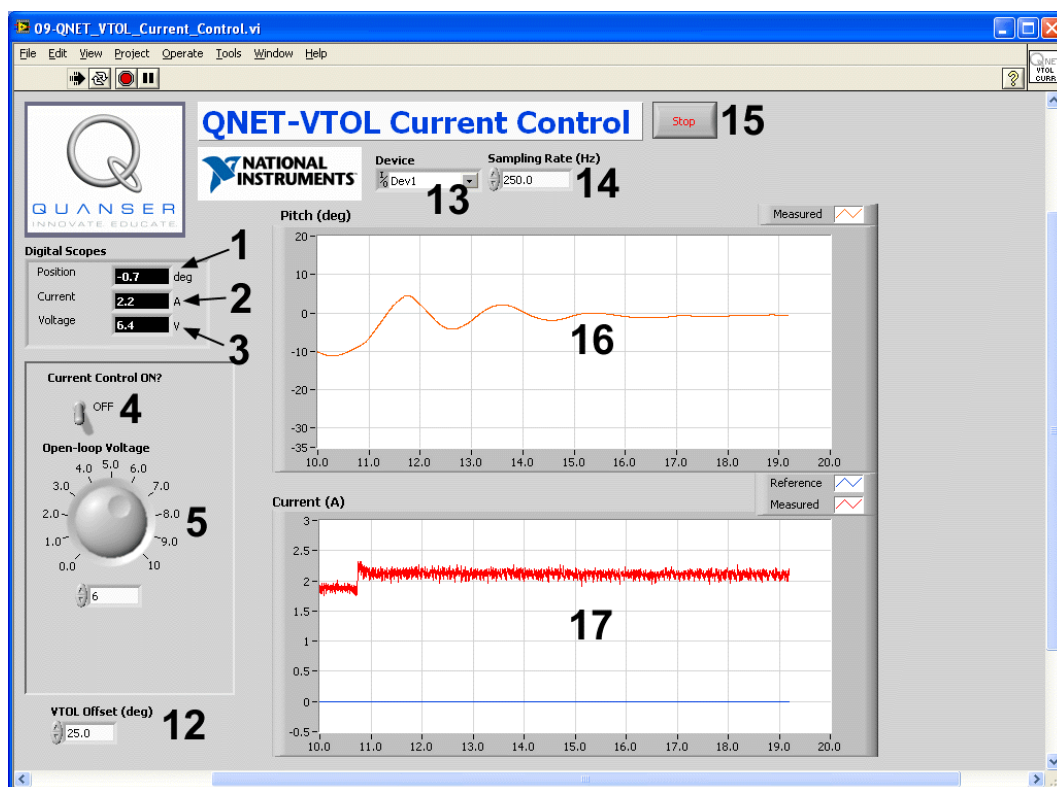 09-QNET_VTOL_Current_Control.vi
File Edit View Project Operate Tools Window Help
QNET
VTOL
CURR
QUANSER
INNOVATE. EDUCATE.
QNET-VTOL Current Control
Stop 15
NATIONAL
INSTRUMENTS
Device
Dev1
13
Sampling Rate (Hz)
250.0
14
Digital Scopes
Position -0.7 deg 1
Current 2.2 A 2
Voltage 6.4 V 3
Current Control ON?
OFF 4
Open-loop Voltage
0.0 1.0 2.0 3.0 4.0 5.0 6.0 7.0 8.0 9.0 10
5
6
VTOL Offset (deg)
25.0
12
Pitch (deg)
Measured
20
10
0
-10
-20
-30
-35
16
10.0 11.0 12.0 13.0 14.0 15.0 16.0 17.0 18.0 19.0 20.0
Current (A)
Reference
Measured
3
2.5
2
1.5
1
0.5
0
-0.5
17
10.0 11.0 12.0 13.0 14.0 15.0 16.0 17.0 18.0 19.0 20.0